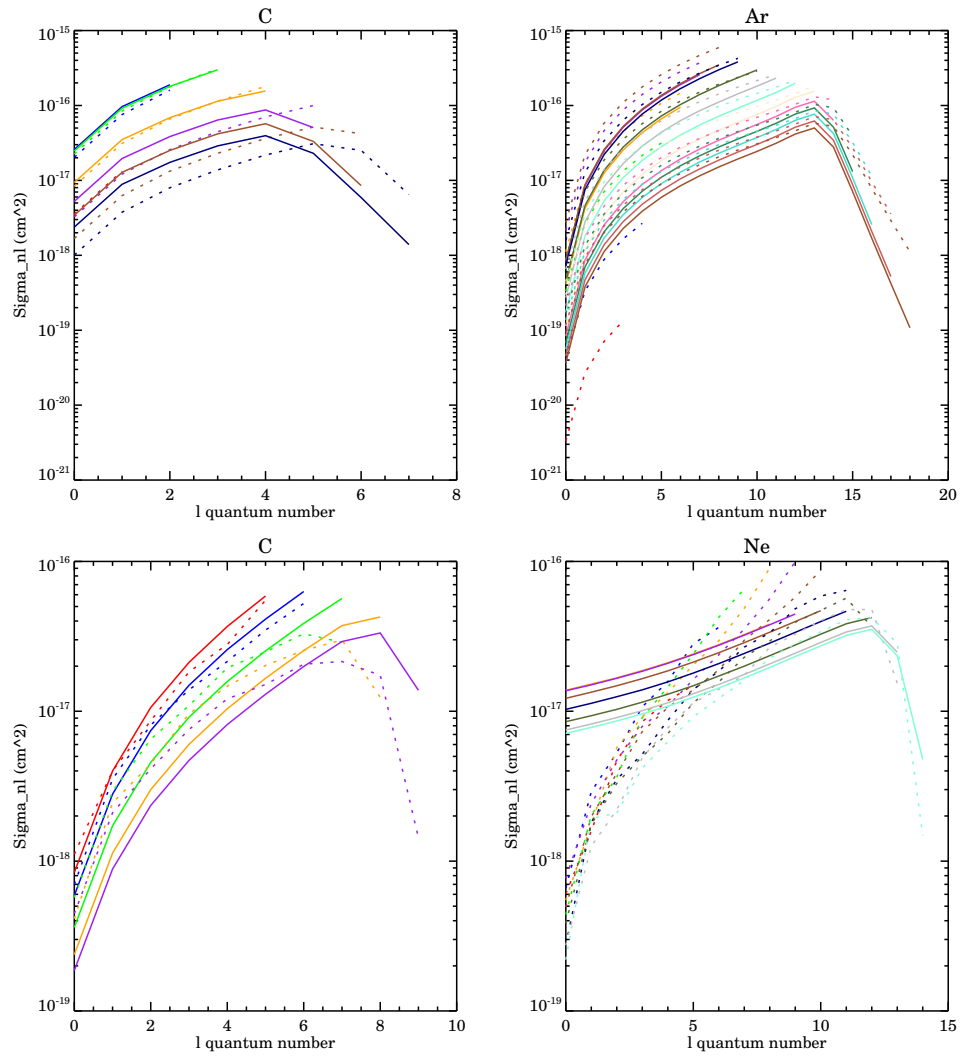 C
10^-15
10^-16
10^-17
10^-18
10^-19
10^-20
10^-21
Sigma_nl (cm^2)
0 2 4 6 8
l quantum number
Ar
10^-15
10^-16
10^-17
10^-18
10^-19
10^-20
10^-21
Sigma_nl (cm^2)
0 5 10 15 20
l quantum number
C
10^-16
10^-17
10^-18
10^-19
Sigma_nl (cm^2)
0 2 4 6 8 10
l quantum number
Ne
10^-16
10^-17
10^-18
10^-19
Sigma_nl (cm^2)
0 5 10 15
l quantum number